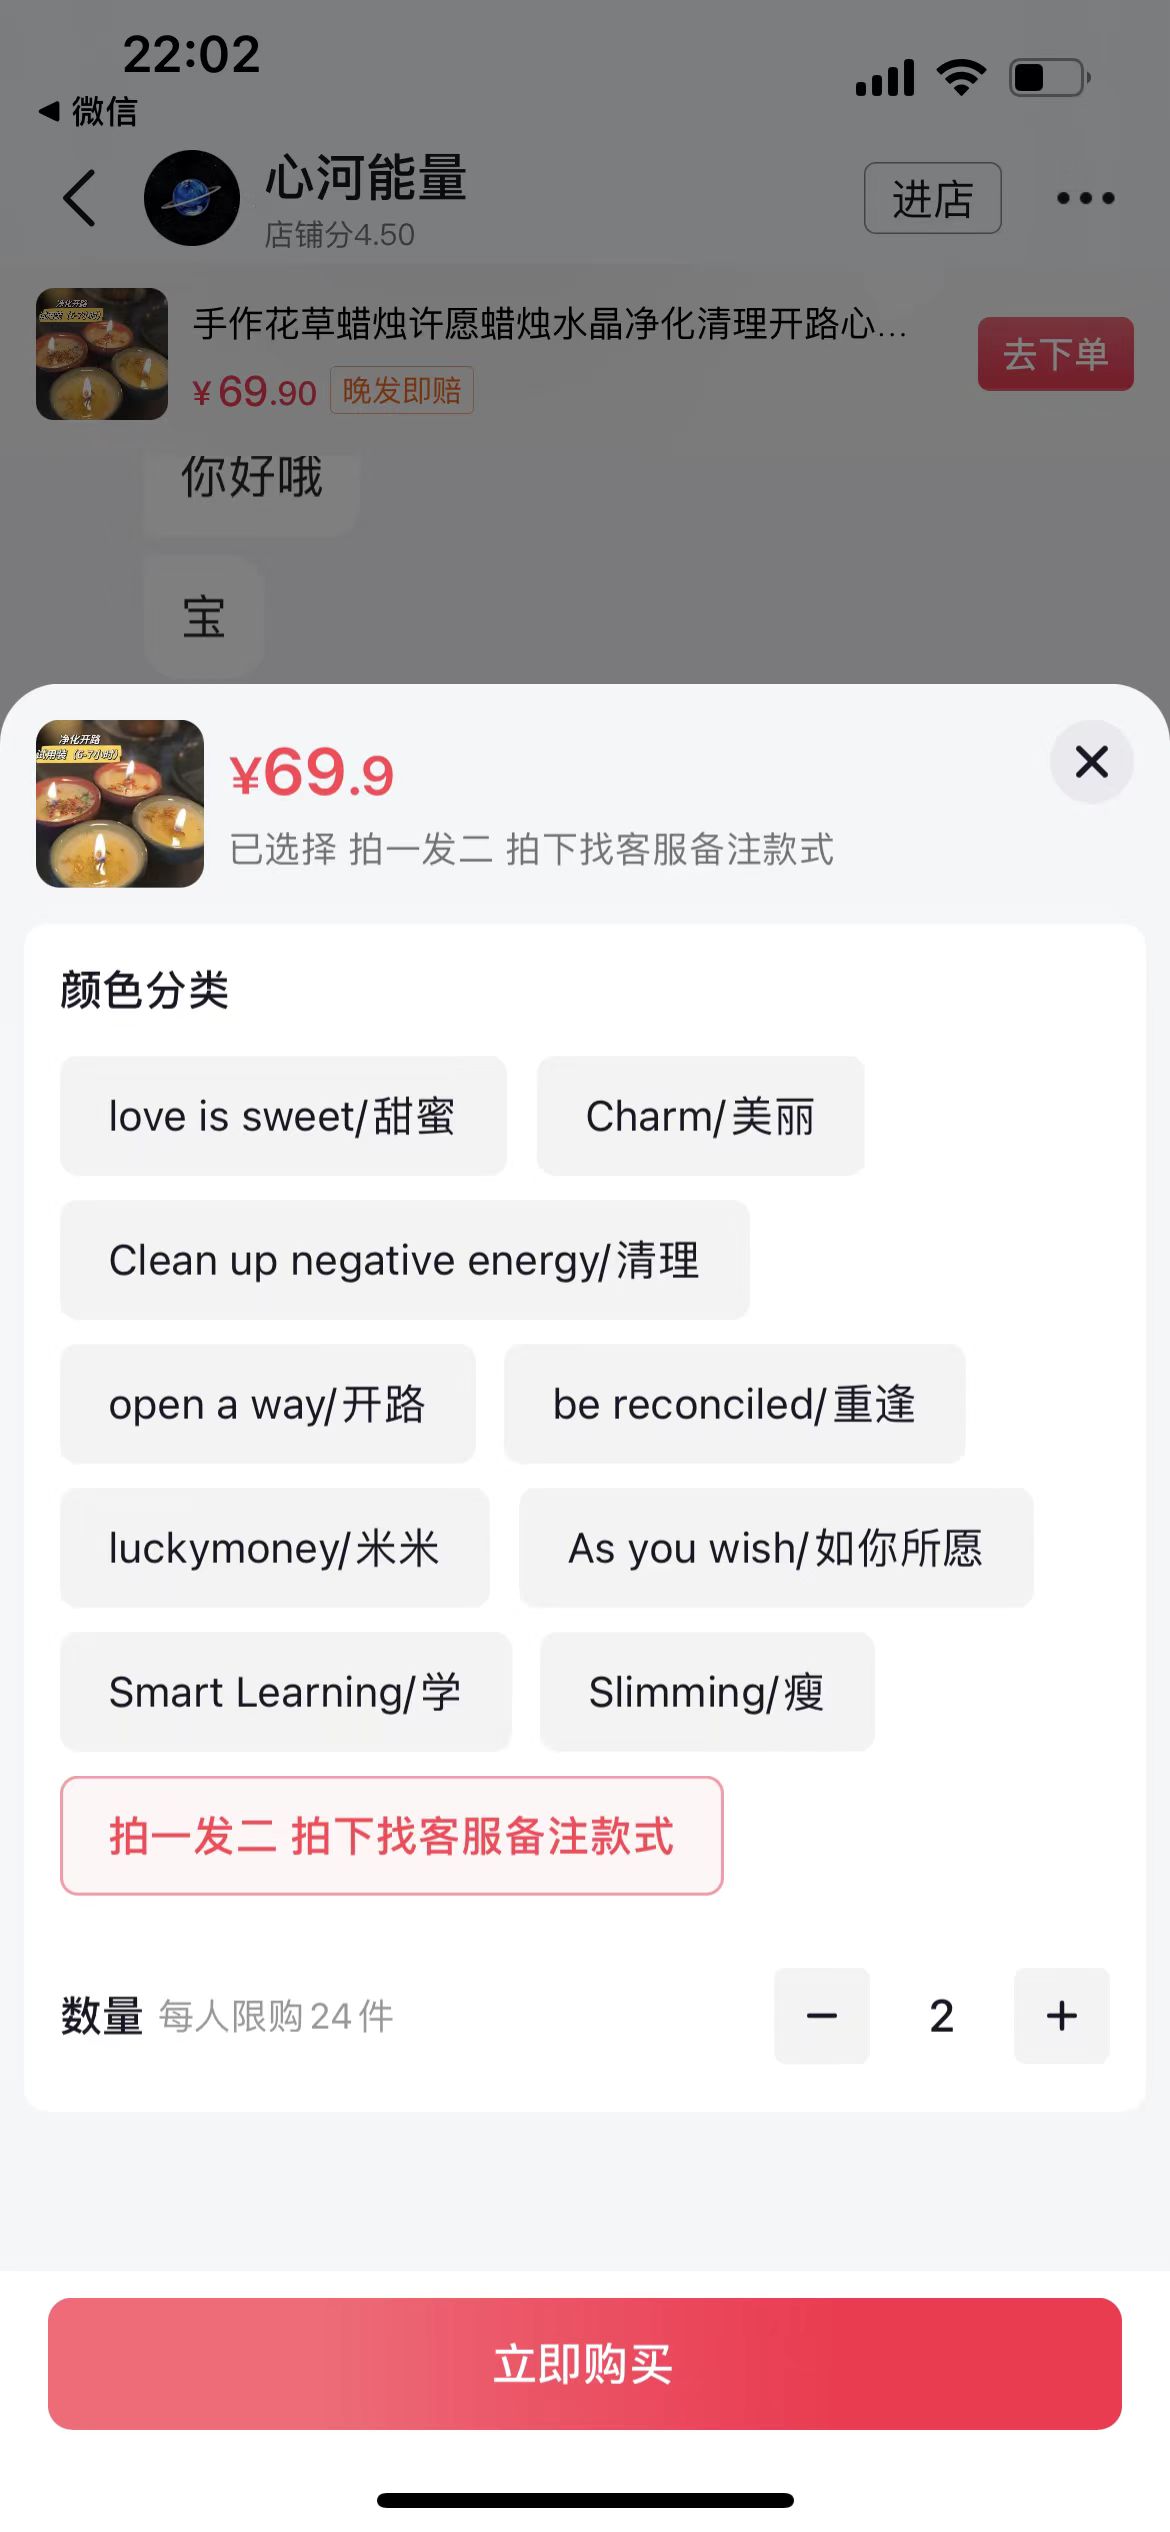 22:02
微信
心河能量
店铺分4.50
进店
净化开路
手作花草蜡烛许愿蜡烛水晶净化清理开路心...
¥69.90
晚发即赔
去下单
你好哦
宝
净化开路
试用装（6-7小时）
¥69.9
已选择 拍一发二 拍下找客服备注款式
颜色分类
love is sweet/甜蜜
Charm/美丽
Clean up negative energy/清理
open a way/开路
be reconciled/重逢
luckymoney/米米
As you wish/如你所愿
Smart Learning/学
Slimming/瘦
拍一发二 拍下找客服备注款式
数量 每人限购24件
2
立即购买